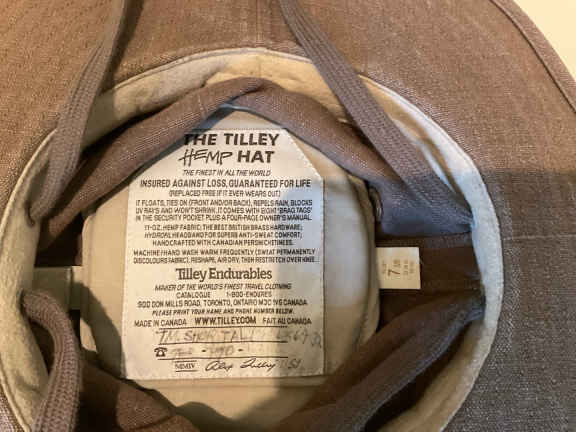 THE TILLEY
HEMP HAT
THE FINEST IN ALL THE WORLD
INSURED AGAINST LOSS, GUARANTEED FOR LIFE
(REPLACED FREE IF IT EVER WEARS OUT)
IT FLOATS, TIES ON (FRONT AND/OR BACK), REPELS RAIN, BLOCKS
UV RAYS AND WON'T SHRINK. IT COMES WITH EIGHT 'BRAG TAGS'
IN THE SECURITY POCKET PLUS A FOUR-PAGE OWNER'S MANUAL.
11-OZ. HEMP FABRIC; THE BEST BRITISH BRASS HARDWARE;
HYDROFIL HEADBAND FOR SUPERB ANTI-SWEAT COMFORT;
HANDCRAFTED WITH CANADIAN PERSNICKETINESS.
MACHINE/HAND WASH WARM FREQUENTLY (SWEAT PERMANENTLY
DISCOLOURS FABRIC), RESHAPE, AIR DRY, THEN RESTRETCH OVER KNEE.
Tilley Endurables
MAKER OF THE WORLD'S FINEST TRAVEL CLOTHING
CATALOGUE 1-800-ENDURES
900 DON MILLS ROAD, TORONTO, ONTARIO M3C 1V6 CANADA
PLEASE PRINT YOUR NAME AND PHONE NUMBER.
MADE IN CANADA WWW.TILLEY.COM FAIT AU CANADA
MMIV Alex Tilley
7